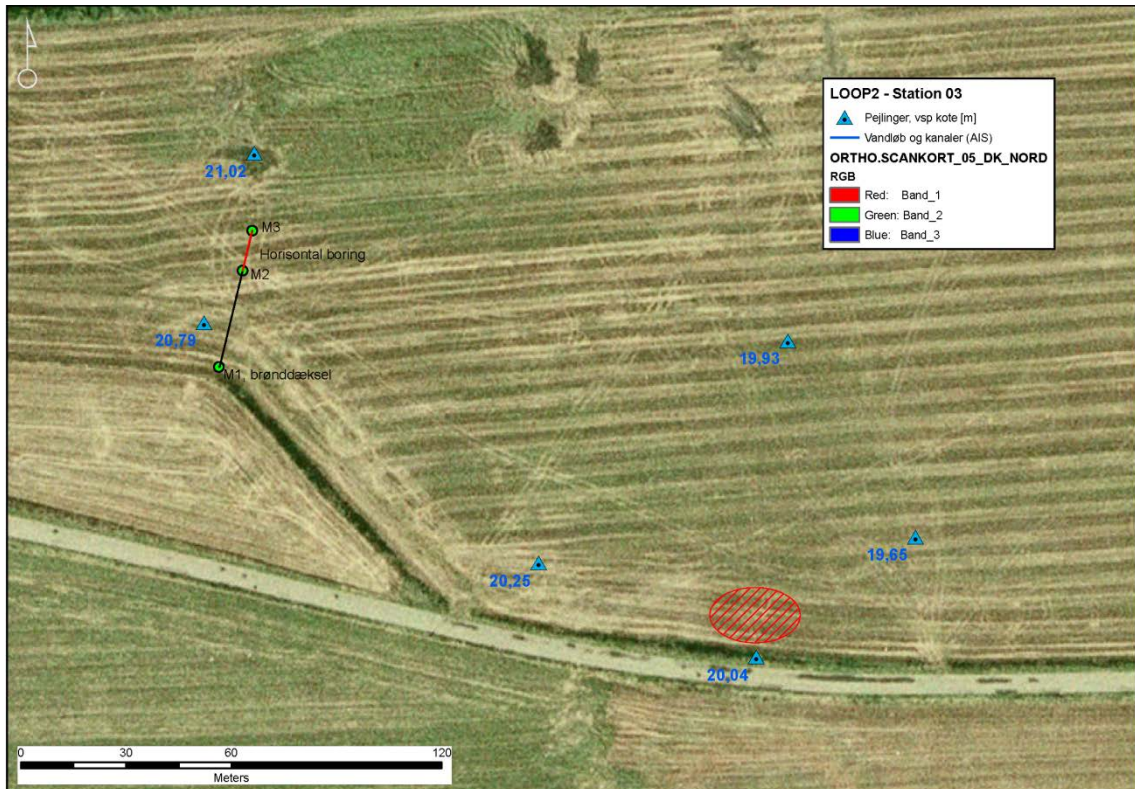 LOOP2 - Station 03
Pejlinger, vsp kote [m]
Vandløb og kanaler (AIS)
ORTHO.SCANKORT_05_DK_NORD
RGB
Red: Band_1
Green: Band_2
Blue: Band_3
21,02
M3
Horisontal boring
M2
20,79
M1, brønddæksel
19,93
20,25
19,65
20,04
0 30 60 120
Meters